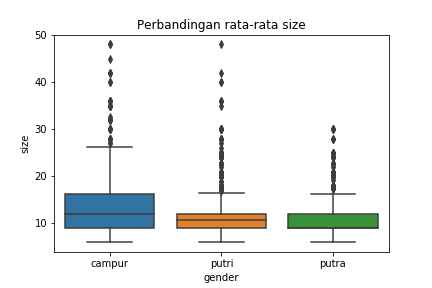 Perbandingan rata-rata size
50
40
30
20
10
size
campur
putri
putra
gender